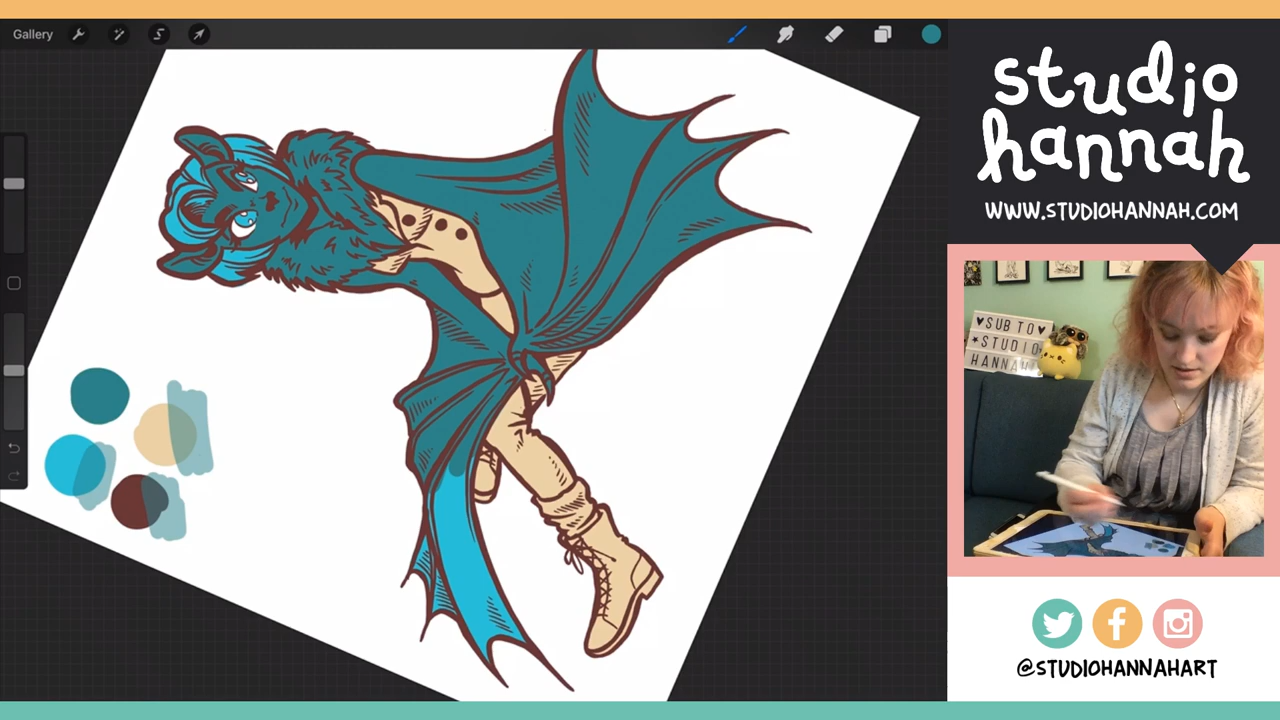 Gallery
studio
hannah
WWW.STUDIOHANNAH.COM
♥SUB TO♥
★STUDIO
HANNAH
@STUDIOHANNAHART